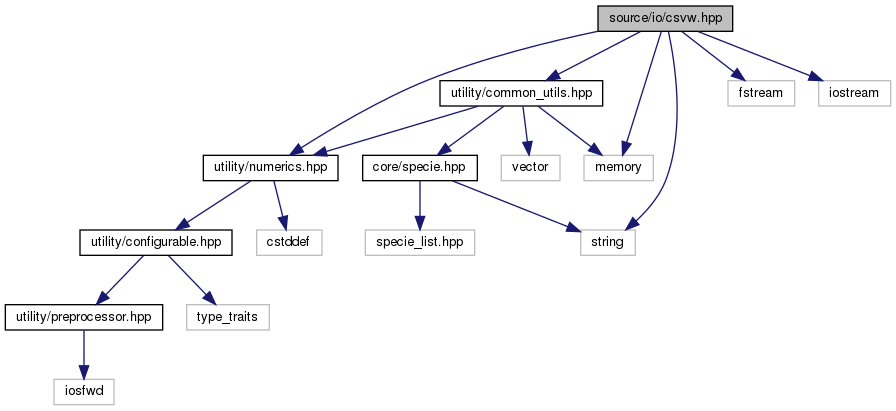 source/io/csvw.hpp
utility/common_utils.hpp
fstream
iostream
utility/numerics.hpp
core/specie.hpp
vector
memory
utility/configurable.hpp
cstddef
specie_list.hpp
string
utility/preprocessor.hpp
type_traits
iosfwd